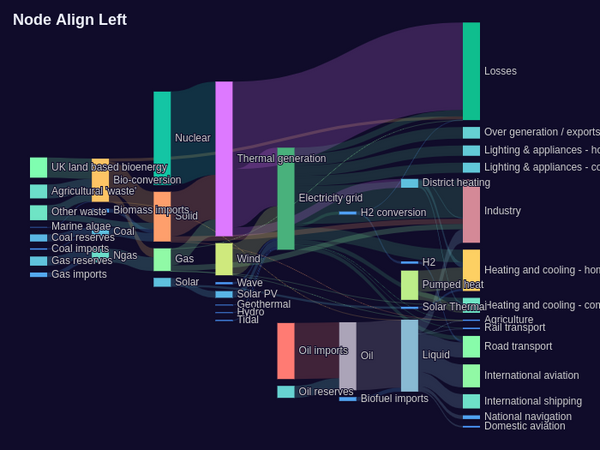 Node Align Left
UK land based bioenergy
Agricultural 'waste'
Other waste
Marine algae
Coal reserves
Coal imports
Gas reserves
Gas imports
Bio-conversion
Biomass imports
Coal
Ngas
Nuclear
Solid
Gas
Solar
Thermal generation
Wind
Wave
Solar PV
Geothermal
Hydro
Tidal
Electricity grid
Oil imports
Oil reserves
H2 conversion
Oil
Biofuel imports
District heating
H2
Pumped heat
Solar Thermal
Liquid
Losses
Over generation / exports
Lighting & appliances - ho
Lighting & appliances - co
Industry
Heating and cooling - hom
Heating and cooling - com
Agriculture
Rail transport
Road transport
International aviation
International shipping
National navigation
Domestic aviation